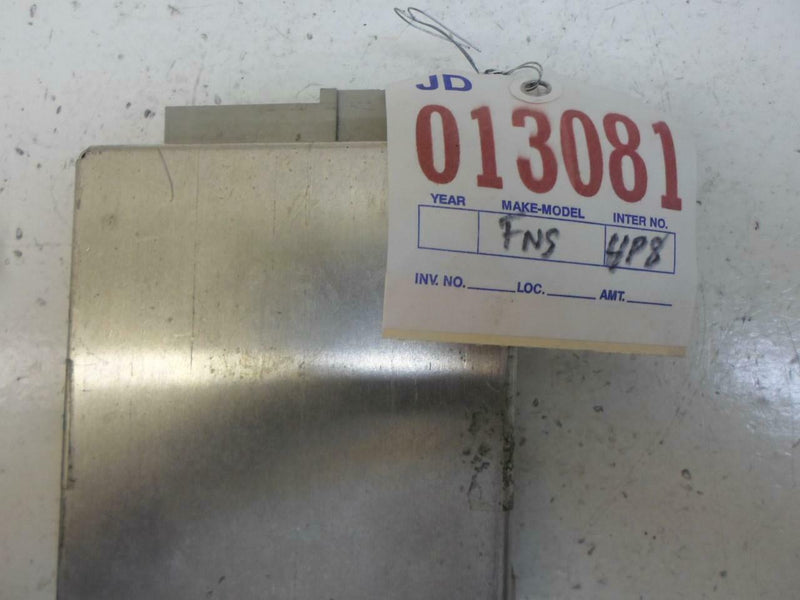 JD
013081
YEAR MAKE-MODEL INTER NO.
FNS 4P8
INV. NO. LOC. AMT.